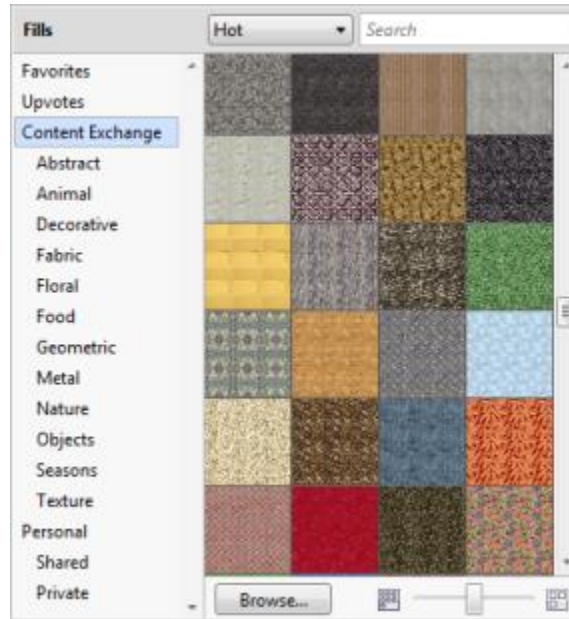 Fills Hot Search
Favorites
Upvotes
Content Exchange
Abstract
Animal
Decorative
Fabric
Floral
Food
Geometric
Metal
Nature
Objects
Seasons
Texture
Personal
Shared
Private
Browse...